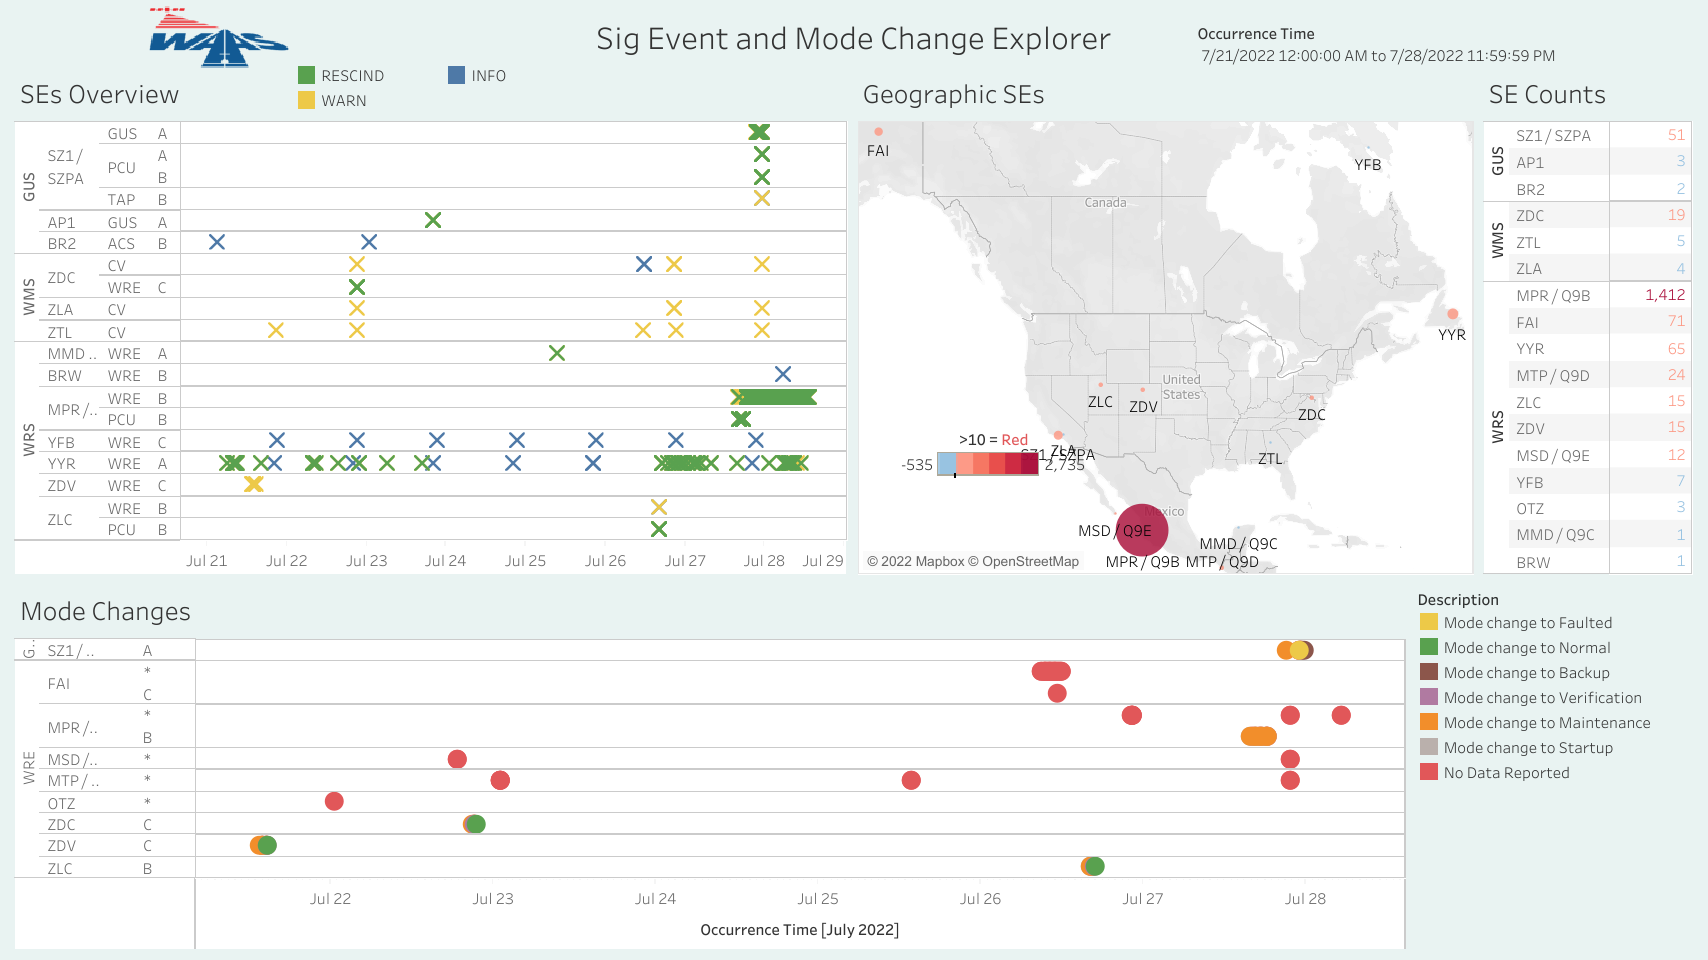 WAAS
Sig Event and Mode Change Explorer
Occurrence Time
7/21/2022 12:00:00 AM to 7/28/2022 11:59:59 PM
RESCIND
INFO
WARN
SEs Overview
GUS
SZ1 / SZPA
GUS A
PCU A
B
TAP B
AP1 GUS A
BR2 ACS B
WMS
ZDC CV
WRE C
ZLA CV
ZTL CV
WRS
MMD .. WRE A
BRW WRE B
MPR /.. WRE B
PCU B
YFB WRE C
YYR WRE A
ZDV WRE C
ZLC WRE B
PCU B
Jul 21 Jul 22 Jul 23 Jul 24 Jul 25 Jul 26 Jul 27 Jul 28 Jul 29
Geographic SEs
FAI
YFB
Canada
YYR
United States
ZLC
ZDV
ZDC
>10 = Red
ZLA
SZ1 / SZPA
-535
2,735
ZTL
Mexico
MSD / Q9E
MMD / Q9C
MPR / Q9B
MTP / Q9D
© 2022 Mapbox © OpenStreetMap
SE Counts
GUS
SZ1 / SZPA 51
AP1 3
BR2 2
WMS
ZDC 19
ZTL 5
ZLA 4
WRS
MPR / Q9B 1,412
FAI 71
YYR 65
MTP / Q9D 24
ZLC 15
ZDV 15
MSD / Q9E 12
YFB 7
OTZ 3
MMD / Q9C 1
BRW 1
Mode Changes
G..
SZ1 / .. A
WRE
FAI *
C
MPR /.. *
B
MSD /.. *
MTP / .. *
OTZ *
ZDC C
ZDV C
ZLC B
Jul 22 Jul 23 Jul 24 Jul 25 Jul 26 Jul 27 Jul 28
Occurrence Time [July 2022]
Description
Mode change to Faulted
Mode change to Normal
Mode change to Backup
Mode change to Verification
Mode change to Maintenance
Mode change to Startup
No Data Reported